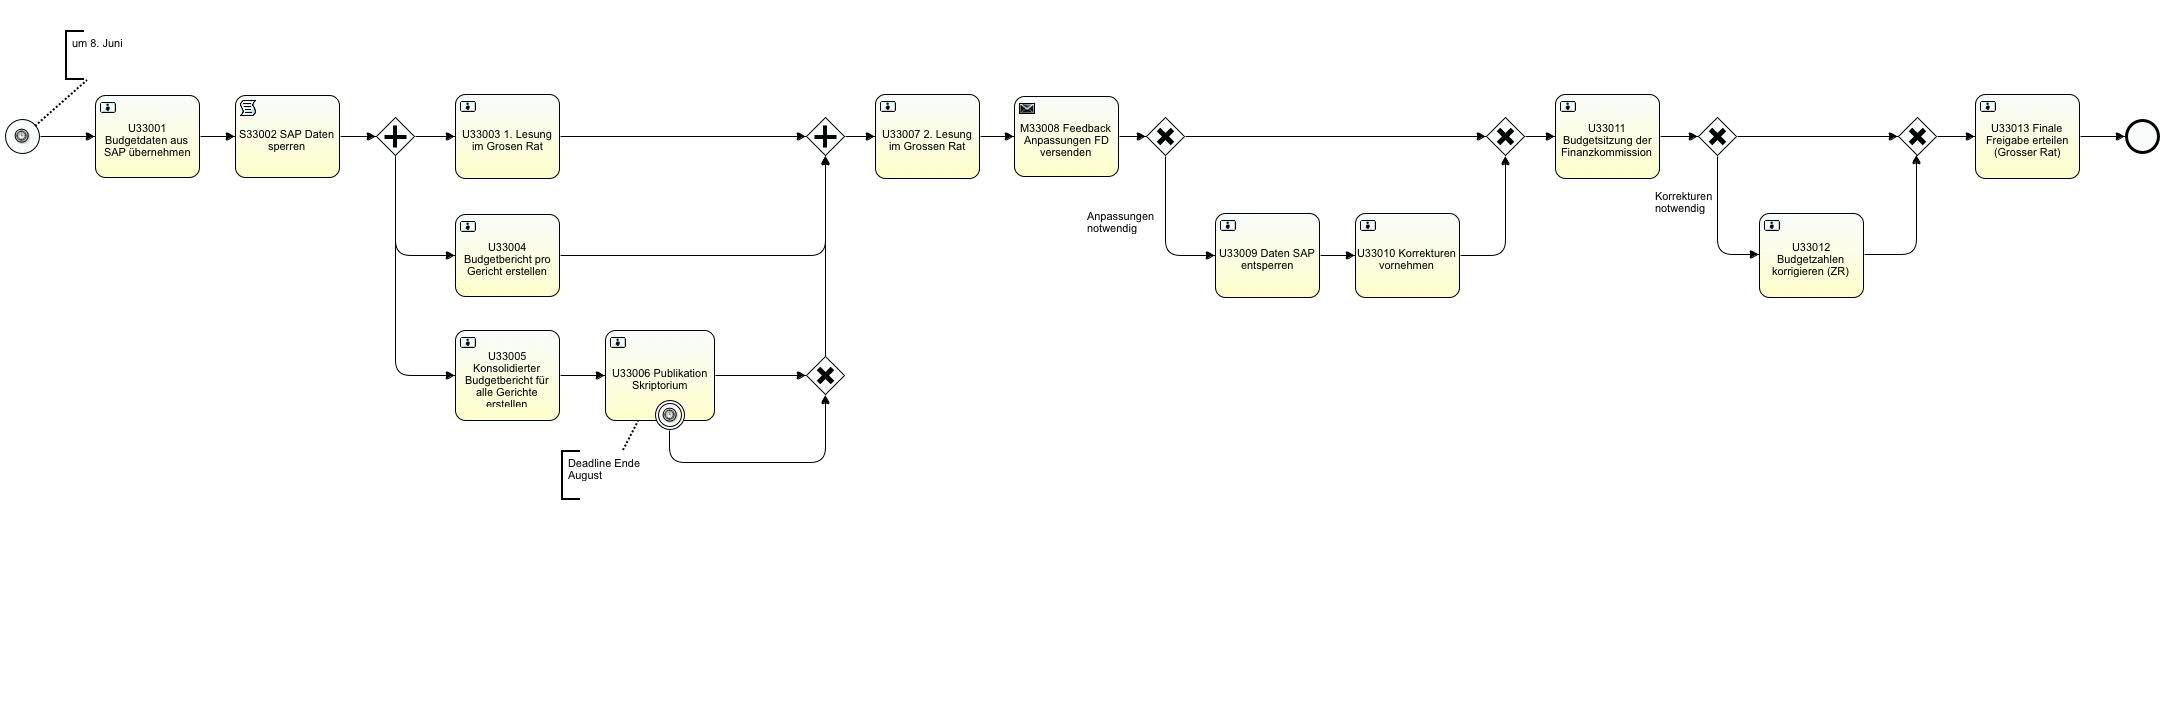 um 8. Juni
U33001
Budgetdaten aus
SAP übernehmen
S33002 SAP Daten
sperren
U33003 1. Lesung
im Grosen Rat
U33004
Budgetbericht pro
Gericht erstellen
U33005
Konsolidierter
Budgetbericht für
alle Gerichte
erstellen
U33006 Publikation
Skriptorium
Deadline Ende
August
U33007 2. Lesung
im Grossen Rat
M33008 Feedback
Anpassungen FD
versenden
Anpassungen
notwendig
U33009 Daten SAP
entsperren
U33010 Korrekturen
vornehmen
U33011
Budgetsitzung der
Finanzkommission
Korrekturen
notwendig
U33012
Budgetzahlen
korrigieren (ZR)
U33013 Finale
Freigabe erteilen
(Grosser Rat)